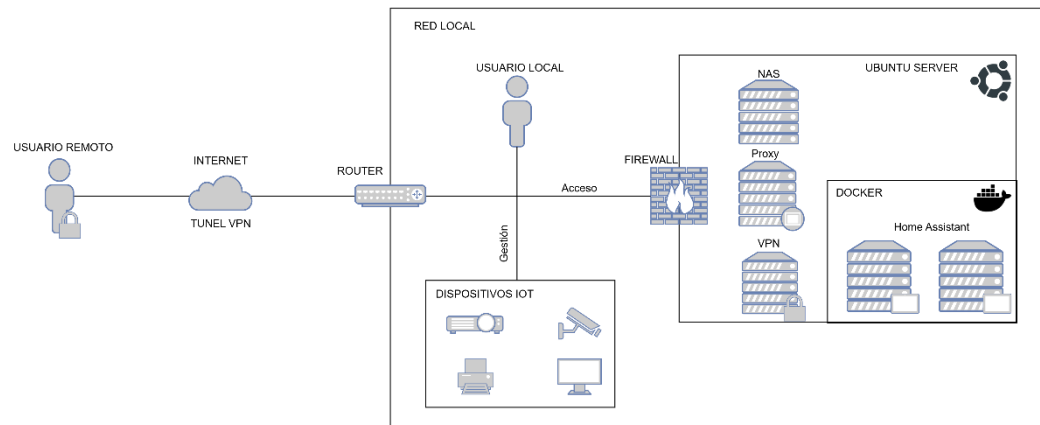 RED LOCAL
USUARIO LOCAL
UBUNTU SERVER
NAS
USUARIO REMOTO
INTERNET
TUNEL VPN
ROUTER
Acceso
FIREWALL
Proxy
DOCKER
Home Assistant
VPN
Gestión
DISPOSITIVOS IOT